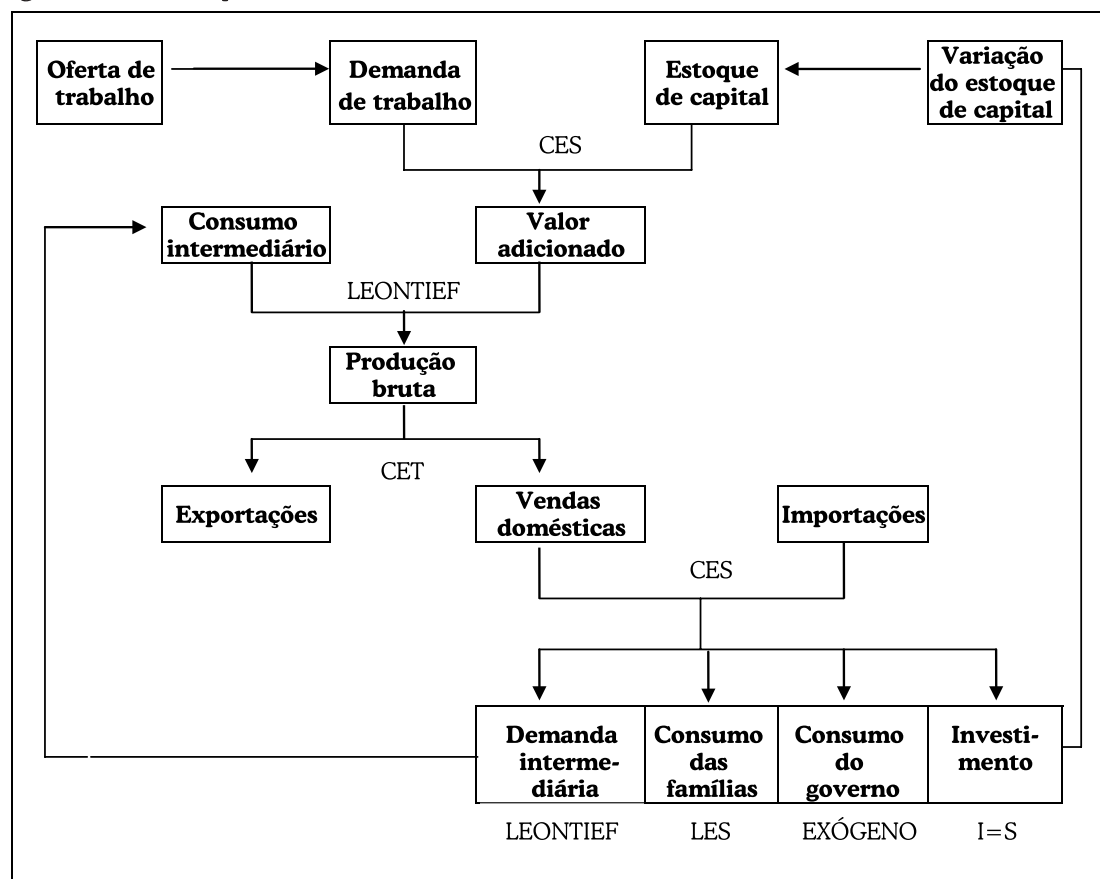 Oferta de
trabalho
Demanda
de trabalho
Estoque
de capital
Variação
do estoque
de capital
CES
Consumo
intermediário
Valor
adicionado
LEONTIEF
Produção
bruta
CET
Exportações
Vendas
domésticas
Importações
CES
Demanda
interme-
diária
Consumo
das
famílias
Consumo
do
governo
Investi-
mento
LEONTIEF
LES
EXÓGENO
I=S